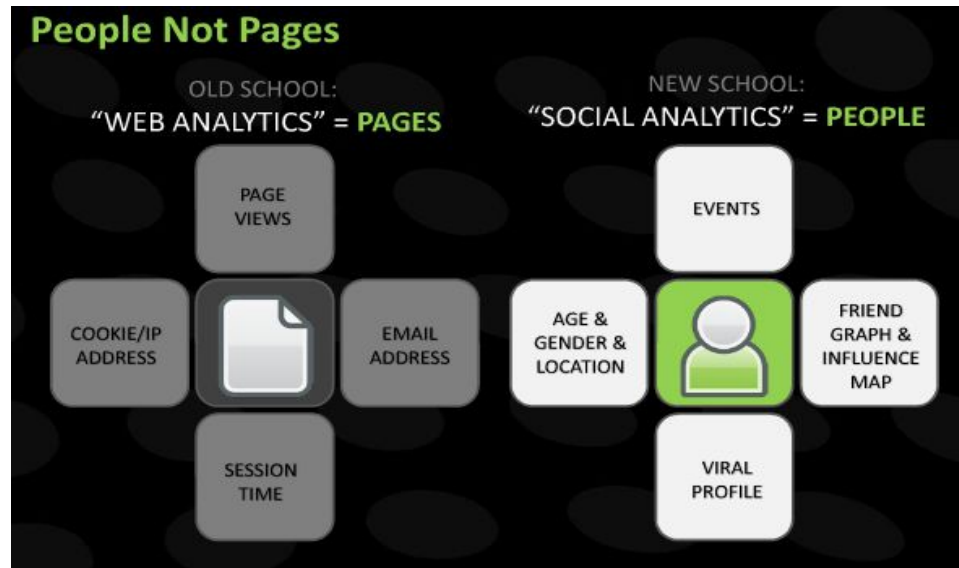 People Not Pages
OLD SCHOOL:
“WEB ANALYTICS” = PAGES
PAGE
VIEWS
COOKIE/IP
ADDRESS
EMAIL
ADDRESS
SESSION
TIME
NEW SCHOOL:
“SOCIAL ANALYTICS” = PEOPLE
EVENTS
AGE &
GENDER &
LOCATION
FRIEND
GRAPH &
INFLUENCE
MAP
VIRAL
PROFILE